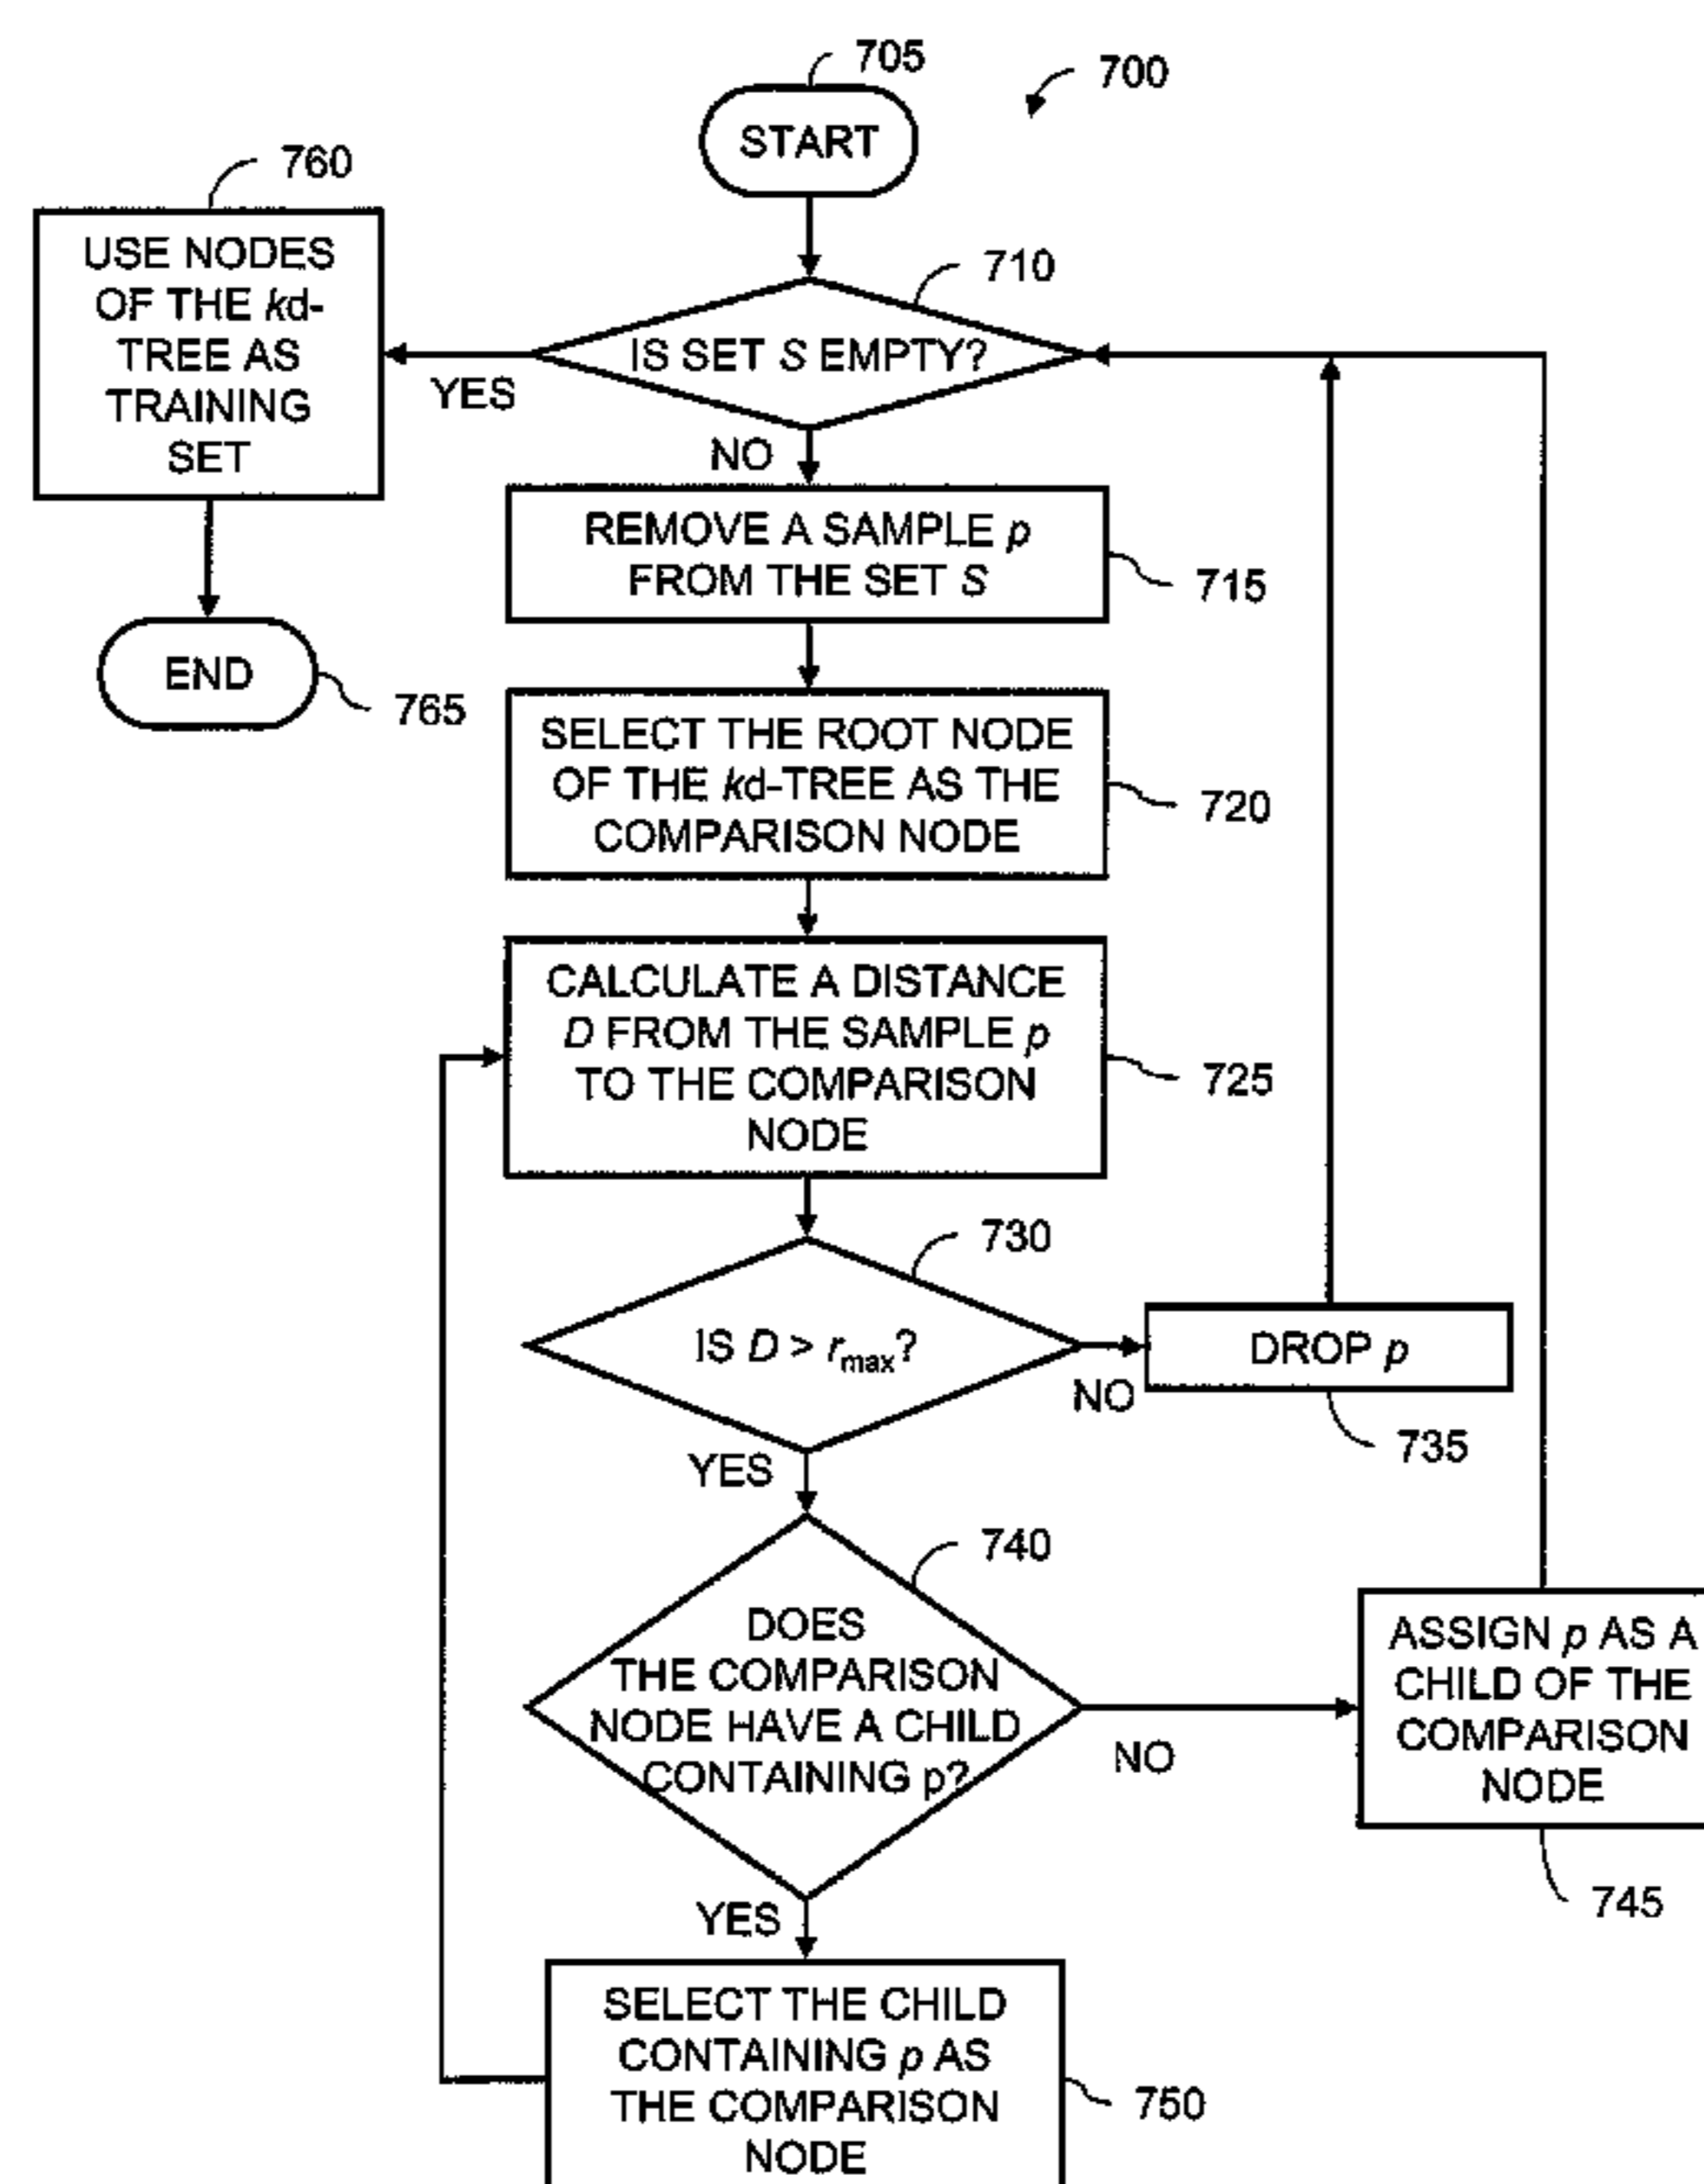 705
700
START
760
USE NODES
OF THE kd-
TREE AS
TRAINING
SET
710
IS SET S EMPTY?
YES
NO
REMOVE A SAMPLE p
FROM THE SET S
715
END
765
SELECT THE ROOT NODE
OF THE kd-TREE AS THE
COMPARISON NODE
720
CALCULATE A DISTANCE
D FROM THE SAMPLE p
TO THE COMPARISON
NODE
725
730
IS D > rmax?
NO
DROP p
735
YES
740
DOES
THE COMPARISON
NODE HAVE A CHILD
CONTAINING p?
NO
ASSIGN p AS A
CHILD OF THE
COMPARISON
NODE
745
YES
SELECT THE CHILD
CONTAINING p AS
THE COMPARISON
NODE
750